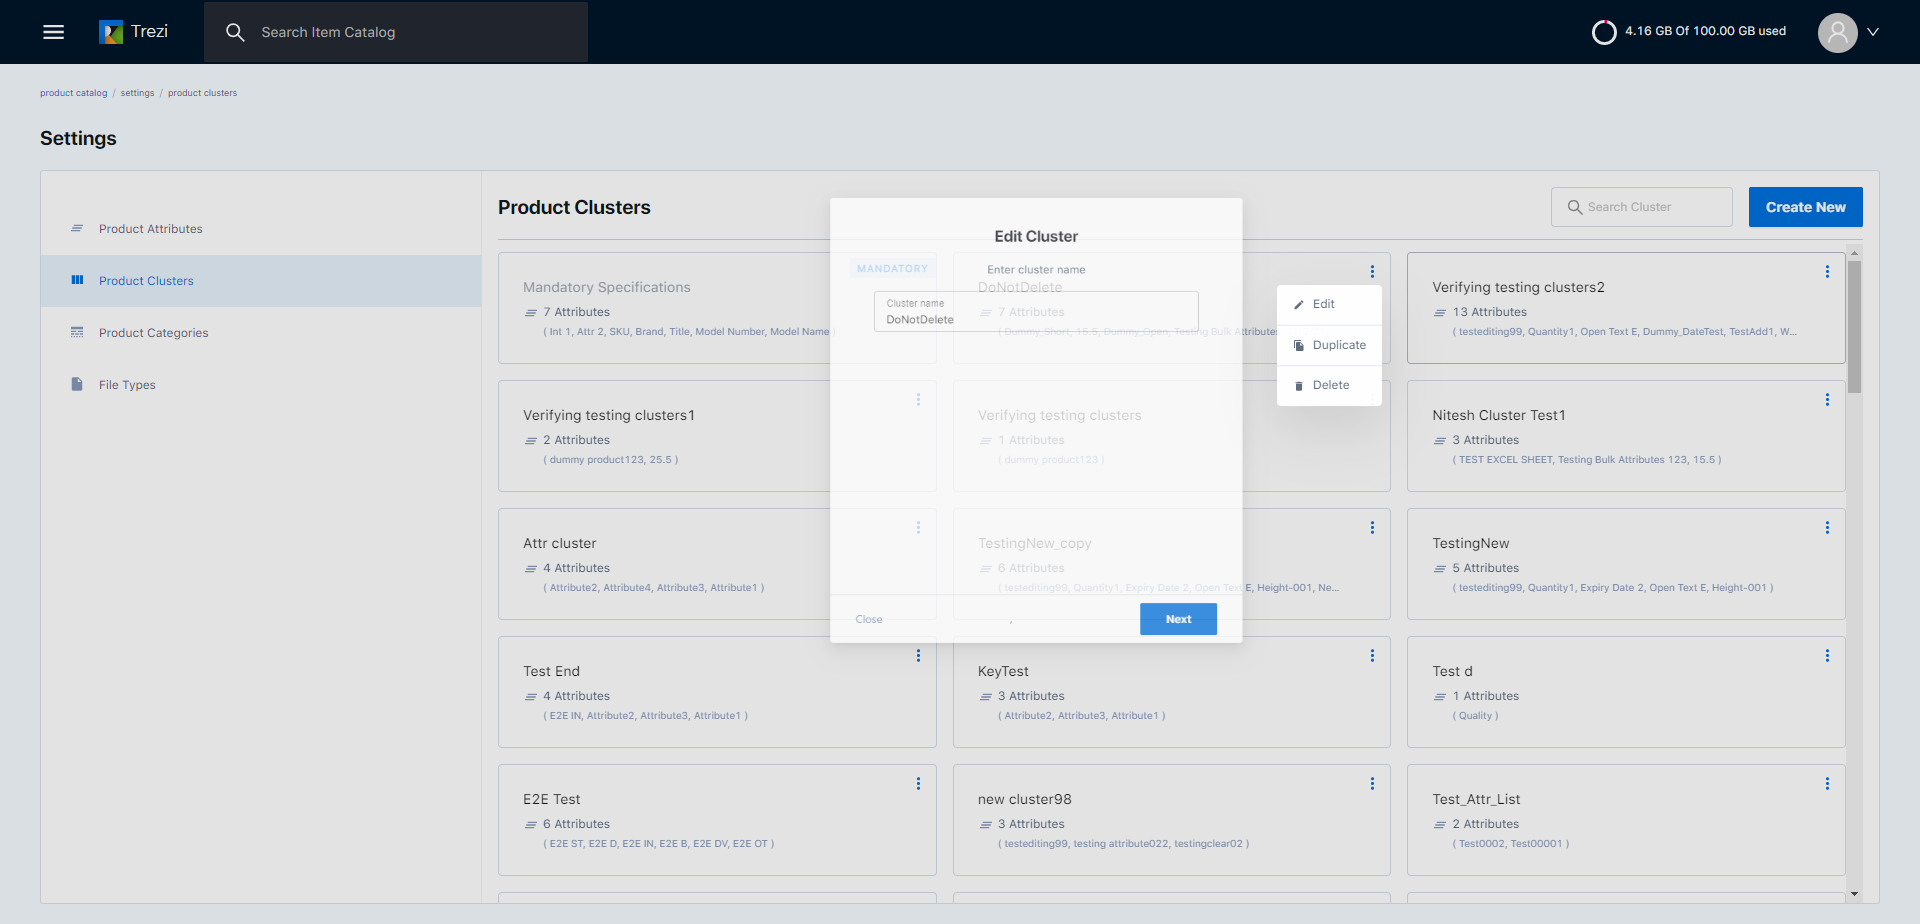 Trezi
Search Item Catalog
4.16 GB Of 100.00 GB used
product catalog / settings / product clusters
Settings
Product Attributes
Product Clusters
Product Categories
File Types
Product Clusters
Search Cluster
Create New
MANDATORY
Mandatory Specifications
7 Attributes
( Int 1, Attr 2, SKU, Brand, Title, Model Number, Model Name
DoNotDelete
7 Attributes
( Dummy_Short, 15.5, Dummy_Open, Testing Bulk Attributes
Edit
Duplicate
Delete
Verifying testing clusters2
13 Attributes
( testediting99, Quantity1, Open Text E, Dummy_DateTest, TestAdd1, W...
Edit Cluster
Enter cluster name
Cluster name
DoNotDelete
Close
,
Next
Verifying testing clusters1
2 Attributes
( dummy product123, 25.5 )
Verifying testing clusters
1 Attributes
( dummy product123 )
Nitesh Cluster Test1
3 Attributes
( TEST EXCEL SHEET, Testing Bulk Attributes 123, 15.5 )
Attr cluster
4 Attributes
( Attribute2, Attribute4, Attribute3, Attribute1 )
TestingNew_copy
6 Attributes
( testediting99, Quantity1, Expiry Date 2, Open Text E, Height-001, Ne...
TestingNew
5 Attributes
( testediting99, Quantity1, Expiry Date 2, Open Text E, Height-001 )
Test End
4 Attributes
( E2E IN, Attribute2, Attribute3, Attribute1 )
KeyTest
3 Attributes
( Attribute2, Attribute3, Attribute1 )
Test d
1 Attributes
( Quality )
E2E Test
6 Attributes
( E2E ST, E2E D, E2E IN, E2E B, E2E DV, E2E OT )
new cluster98
3 Attributes
( testediting99, testing attribute022, testingclear02 )
Test_Attr_List
2 Attributes
( Test0002, Test00001 )